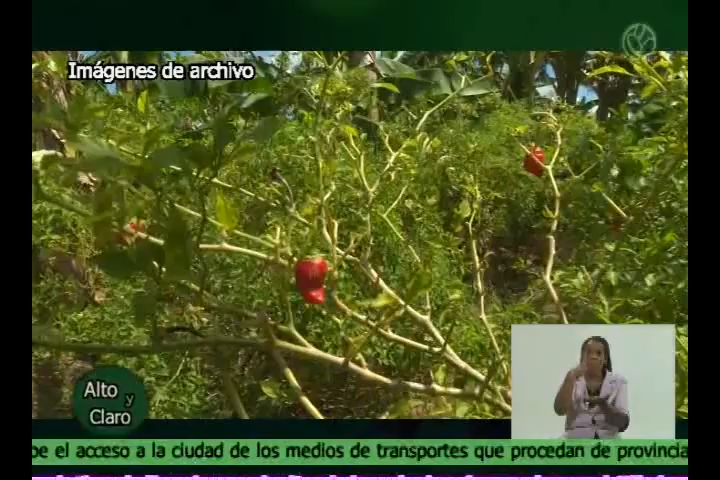 Imágenes de archivo
Alto
y
Claro
be el acceso a la ciudad de los medios de transportes que procedan de provincia